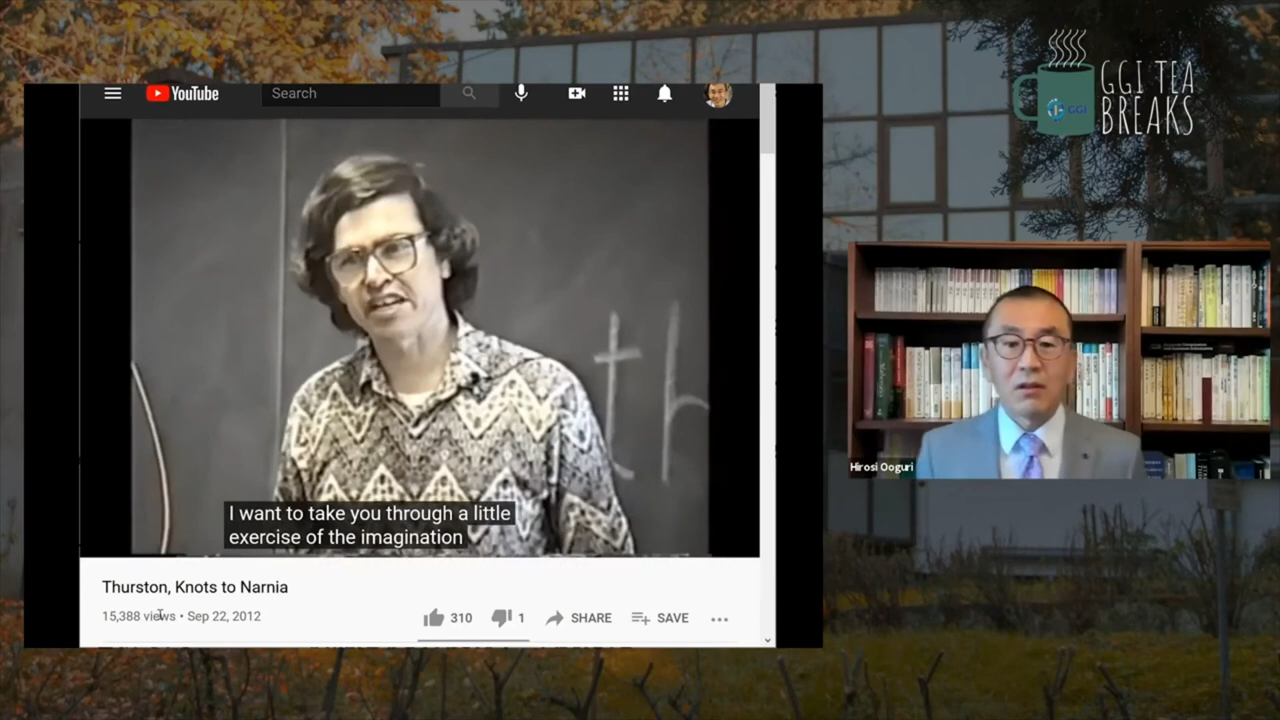 YouTube
Search
GGI TEA
BREAKS
GGI
th
I want to take you through a little
exercise of the imagination
Hirosi Ooguri
Thurston, Knots to Narnia
15,388 views • Sep 22, 2012
310
1
SHARE
SAVE